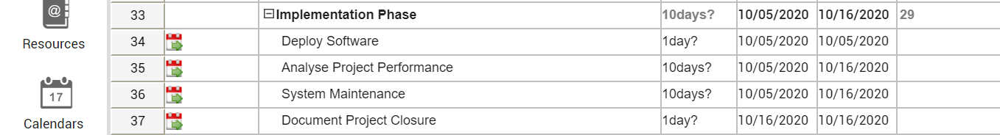 33 Implementation Phase 10days? 10/05/2020 10/16/2020 29
34 Deploy Software 1day? 10/05/2020 10/05/2020
Resources
35 Analyse Project Performance 10days? 10/05/2020 10/16/2020
36 System Maintenance 10days? 10/05/2020 10/16/2020
17
37 Document Project Closure 1day? 10/16/2020 10/16/2020
Calendars